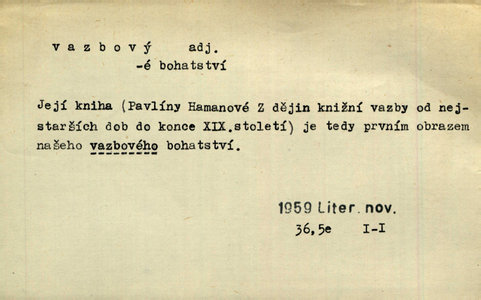 vazbový adj.
-é bohatství
Její kniha (Pavlíny Hamanové Z dějin knižní vazby od nej-
starších dob do konce XIX.století) je tedy prvním obrazem
našeho vazbového bohatství.
1959 Liter. nov.
36,5e I-I